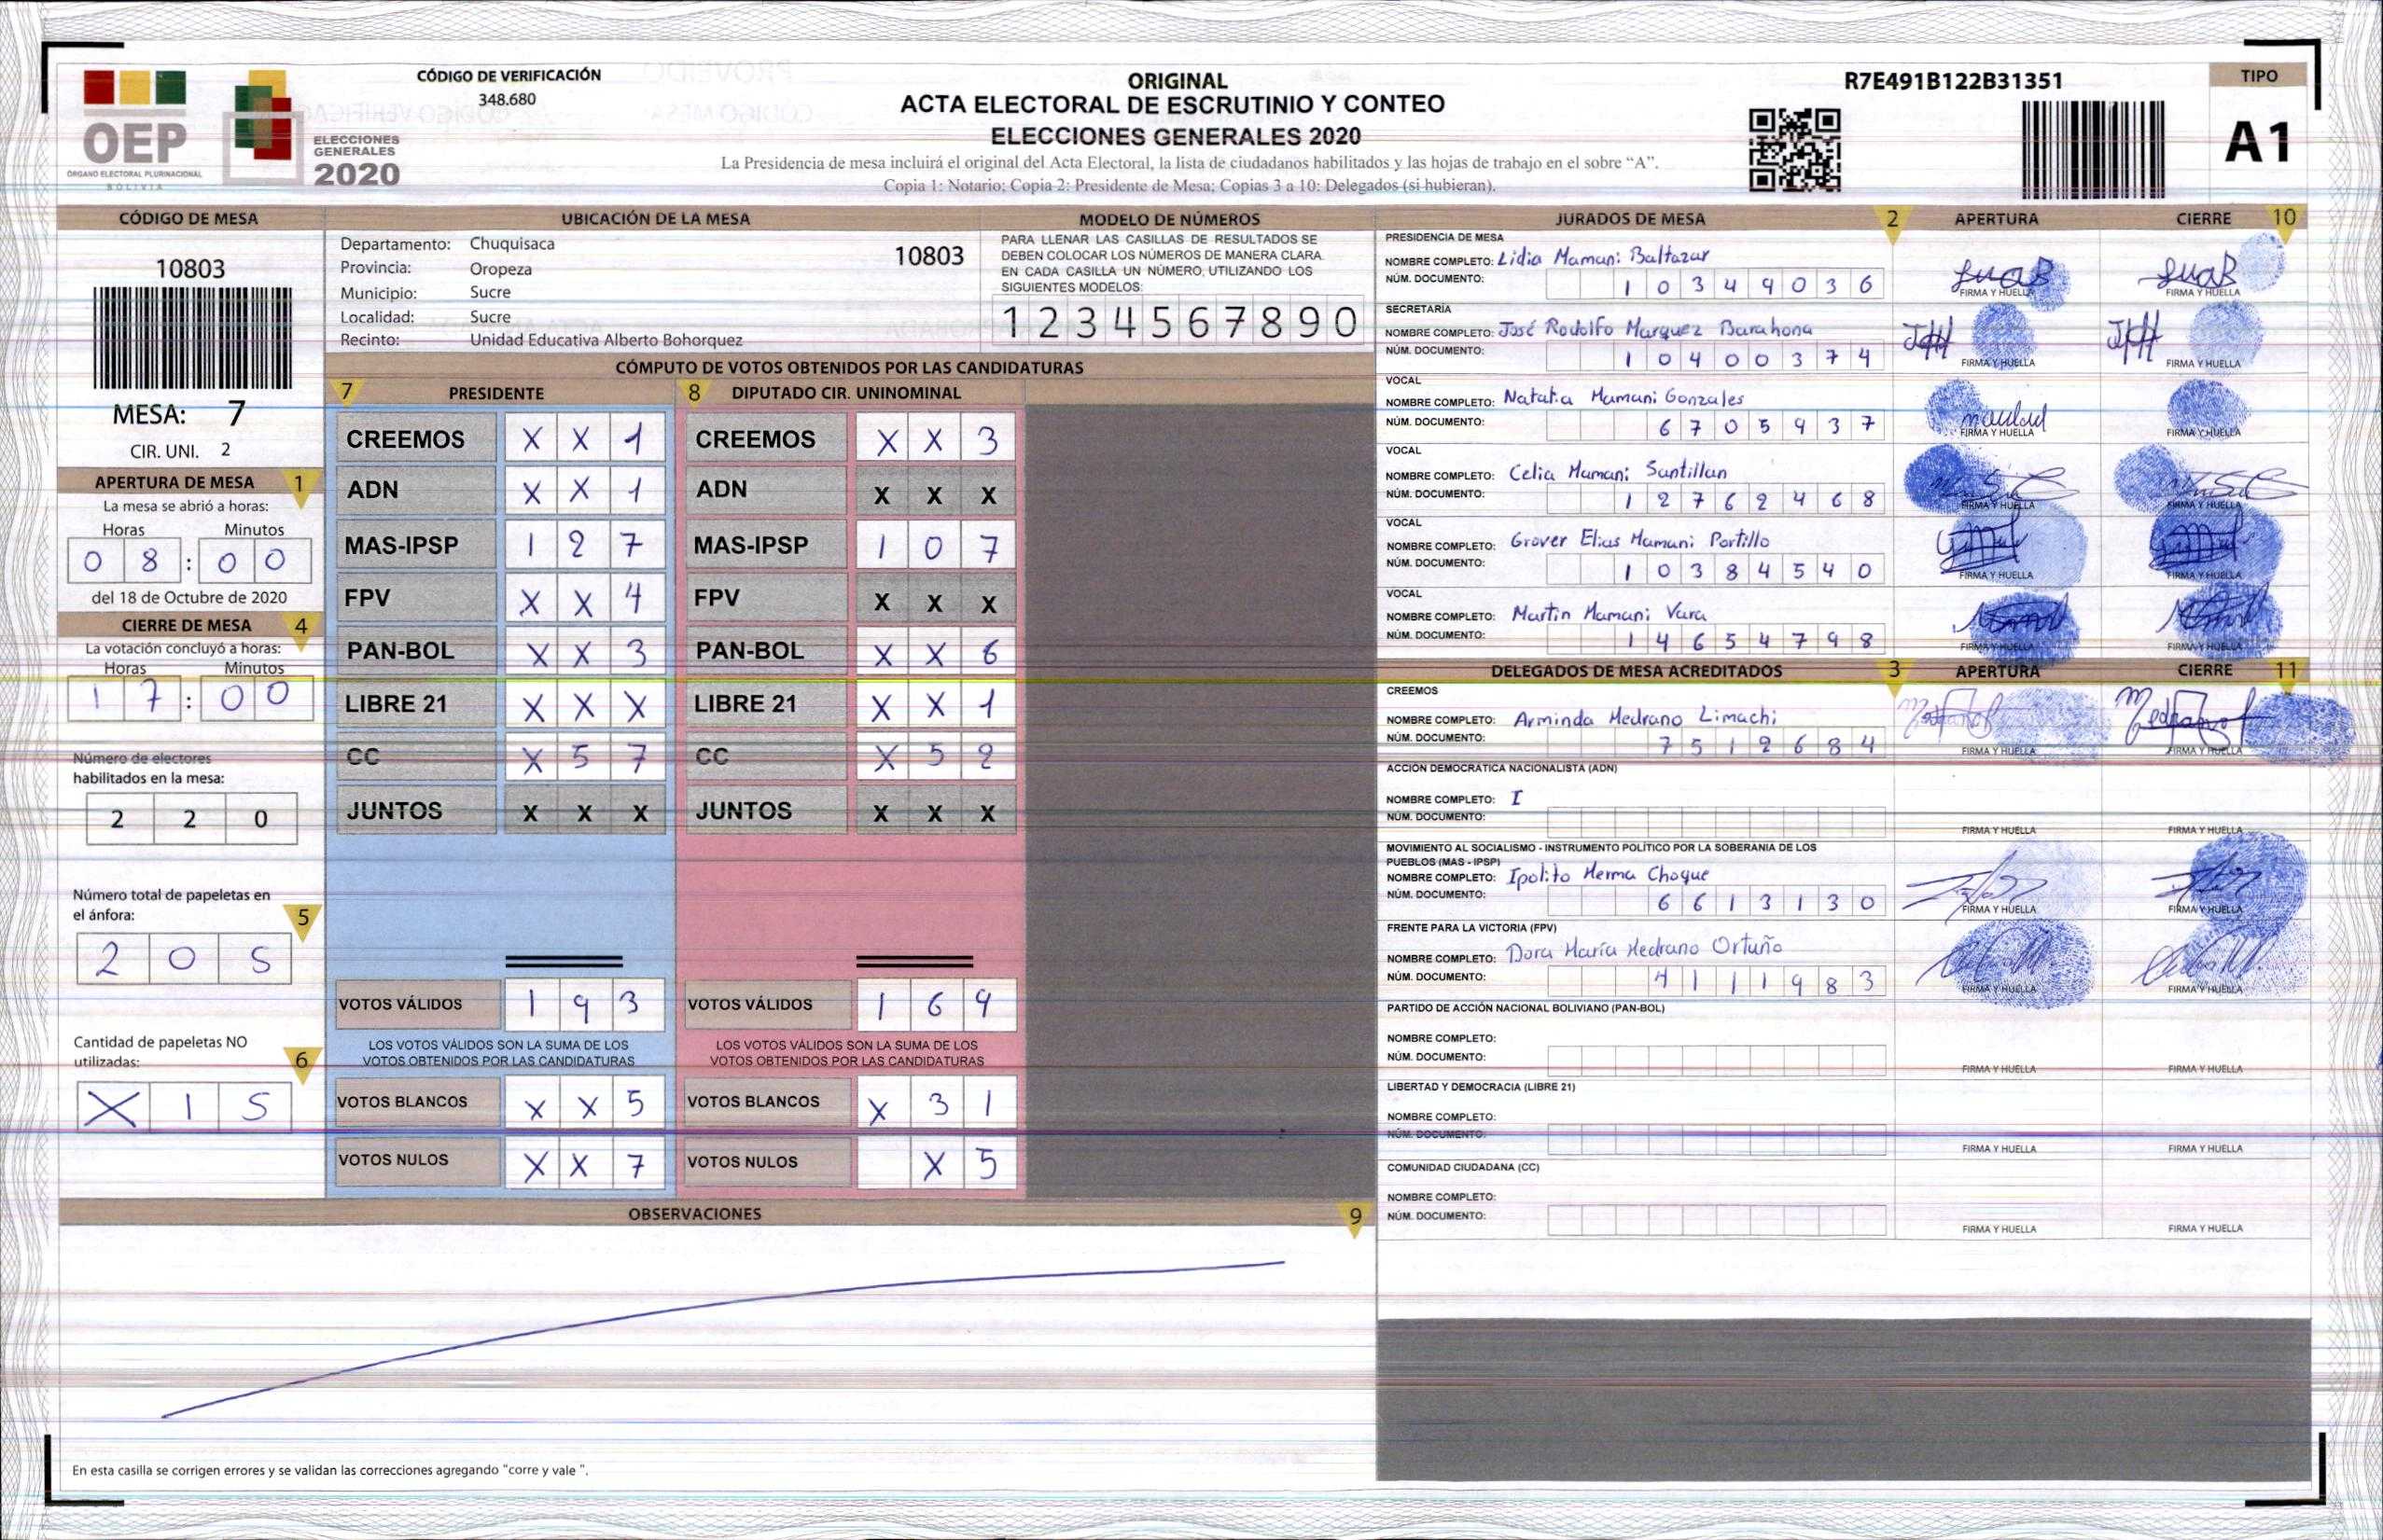 CÓDIGO DE VERIFICACIÓN
348.680
ORIGINAL
ACTA ELECTORAL DE ESCRUTINIO Y CONTEO
ELECCIONES GENERALES 2020
La Presidencia de mesa incluirá el original del Acta Electoral, la lista de ciudadanos habilitados y las hojas de trabajo en el sobre “A”.
Copia 1: Notario; Copia 2: Presidente de Mesa; Copias 3 a 10: Delegados (si hubieran).
R7E491B122B31351
TIPO
A1
OEP
ÓRGANO ELECTORAL PLURINACIONAL
BOLIVIA
ELECCIONES
GENERALES
2020
CÓDIGO DE MESA
10803
MESA: 7
CIR. UNI. 2
APERTURA DE MESA 1
La mesa se abrió a horas:
Horas Minutos
0 8 : 0 0
del 18 de Octubre de 2020
CIERRE DE MESA 4
La votación concluyó a horas:
Horas Minutos
1 7 : 0 0
Número de electores
habilitados en la mesa:
2 2 0
Número total de papeletas en
el ánfora: 5
2 0 5
Cantidad de papeletas NO
utilizadas: 6
X 1 5
UBICACIÓN DE LA MESA
Departamento: Chuquisaca
Provincia: Oropeza
Municipio: Sucre
Localidad: Sucre
Recinto: Unidad Educativa Alberto Bohorquez
10803
MODELO DE NÚMEROS
PARA LLENAR LAS CASILLAS DE RESULTADOS SE
DEBEN COLOCAR LOS NÚMEROS DE MANERA CLARA.
EN CADA CASILLA UN NÚMERO, UTILIZANDO LOS
SIGUIENTES MODELOS:
1 2 3 4 5 6 7 8 9 0
CÓMPUTO DE VOTOS OBTENIDOS POR LAS CANDIDATURAS
7 PRESIDENTE 8 DIPUTADO CIR. UNINOMINAL
CREEMOS X X 1 CREEMOS X X 3
ADN X X 1 ADN X X X
MAS-IPSP 1 2 7 MAS-IPSP 1 0 7
FPV X X 4 FPV X X X
PAN-BOL X X 3 PAN-BOL X X 6
LIBRE 21 X X X LIBRE 21 X X 1
CC X 5 7 CC X 5 2
JUNTOS X X X JUNTOS X X X
VOTOS VÁLIDOS 1 9 3 VOTOS VÁLIDOS 1 6 9
LOS VOTOS VÁLIDOS SON LA SUMA DE LOS LOS VOTOS VÁLIDOS SON LA SUMA DE LOS
VOTOS OBTENIDOS POR LAS CANDIDATURAS VOTOS OBTENIDOS POR LAS CANDIDATURAS
VOTOS BLANCOS X X 5 VOTOS BLANCOS X 3 1
VOTOS NULOS X X 7 VOTOS NULOS X 5
OBSERVACIONES 9
En esta casilla se corrigen errores y se validan las correcciones agregando "corre y vale ".
JURADOS DE MESA 2 APERTURA CIERRE 10
PRESIDENCIA DE MESA
NOMBRE COMPLETO: Lidia Mamani Baltazar
NÚM. DOCUMENTO: 1 0 3 4 9 0 3 6
FIRMA Y HUELLA FIRMA Y HUELLA
SECRETARÍA
NOMBRE COMPLETO: José Rodolfo Marquez Barahona
NÚM. DOCUMENTO: 1 0 4 0 0 3 7 4
FIRMA Y HUELLA FIRMA Y HUELLA
VOCAL
NOMBRE COMPLETO: Natalia Mamani Gonzales
NÚM. DOCUMENTO: 6 7 0 5 9 3 7
FIRMA Y HUELLA FIRMA Y HUELLA
VOCAL
NOMBRE COMPLETO: Celia Mamani Santillan
NÚM. DOCUMENTO: 1 2 7 6 2 4 6 8
FIRMA Y HUELLA FIRMA Y HUELLA
VOCAL
NOMBRE COMPLETO: Grover Elias Mamani Portillo
NÚM. DOCUMENTO: 1 0 3 8 4 5 4 0
FIRMA Y HUELLA FIRMA Y HUELLA
VOCAL
NOMBRE COMPLETO: Martin Mamani Vara
NÚM. DOCUMENTO: 1 4 6 5 4 7 9 8
FIRMA Y HUELLA FIRMA Y HUELLA
DELEGADOS DE MESA ACREDITADOS 3 APERTURA CIERRE 11
CREEMOS
NOMBRE COMPLETO: Arminda Medrano Limachi
NÚM. DOCUMENTO: 7 5 1 2 6 8 4
FIRMA Y HUELLA FIRMA Y HUELLA
ACCIÓN DEMOCRÁTICA NACIONALISTA (ADN)
NOMBRE COMPLETO: I
NÚM. DOCUMENTO:
FIRMA Y HUELLA FIRMA Y HUELLA
MOVIMIENTO AL SOCIALISMO - INSTRUMENTO POLÍTICO POR LA SOBERANIA DE LOS
PUEBLOS (MAS - IPSP)
NOMBRE COMPLETO: Ipolito Merma Choque
NÚM. DOCUMENTO: 6 6 1 3 1 3 0
FIRMA Y HUELLA FIRMA Y HUELLA
FRENTE PARA LA VICTORIA (FPV)
NOMBRE COMPLETO: Dora María Medrano Ortuño
NÚM. DOCUMENTO: 4 1 1 1 9 8 3
FIRMA Y HUELLA FIRMA Y HUELLA
PARTIDO DE ACCIÓN NACIONAL BOLIVIANO (PAN-BOL)
NOMBRE COMPLETO:
NÚM. DOCUMENTO:
FIRMA Y HUELLA FIRMA Y HUELLA
LIBERTAD Y DEMOCRACIA (LIBRE 21)
NOMBRE COMPLETO:
NÚM. DOCUMENTO:
FIRMA Y HUELLA FIRMA Y HUELLA
COMUNIDAD CIUDADANA (CC)
NOMBRE COMPLETO:
NÚM. DOCUMENTO:
FIRMA Y HUELLA FIRMA Y HUELLA